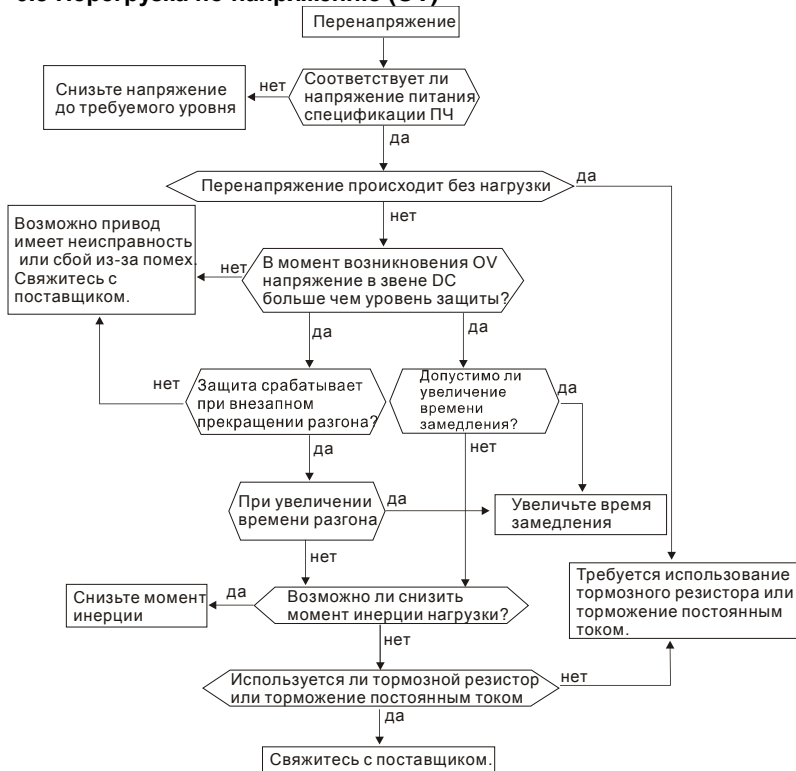 Перенапряжение
Снизьте напряжение
до требуемого уровня
нет
Соответствует ли
напряжение питания
спецификации ПЧ
да
Перенапряжение происходит без нагрузки
да
нет
Возможно привод
имеет неисправность
или сбой из-за помех.
Свяжитесь с
поставщиком.
нет
В момент возникновения OV
напряжение в звене DC
больше чем уровень защиты?
да
да
нет
Защита срабатывает
при внезапном
прекращении разгона?
Допустимо ли
увеличение
времени
замедления?
да
да
нет
При увеличении
времени разгона
да
Увеличьте время
замедления
нет
Снизьте момент
инерции
да
Возможно ли снизить
момент инерции нагрузки?
Требуется использование
тормозного резистора или
торможение постоянным
током.
нет
Используется ли тормозной резистор
или торможение постоянным током
нет
да
Свяжитесь с поставщиком.